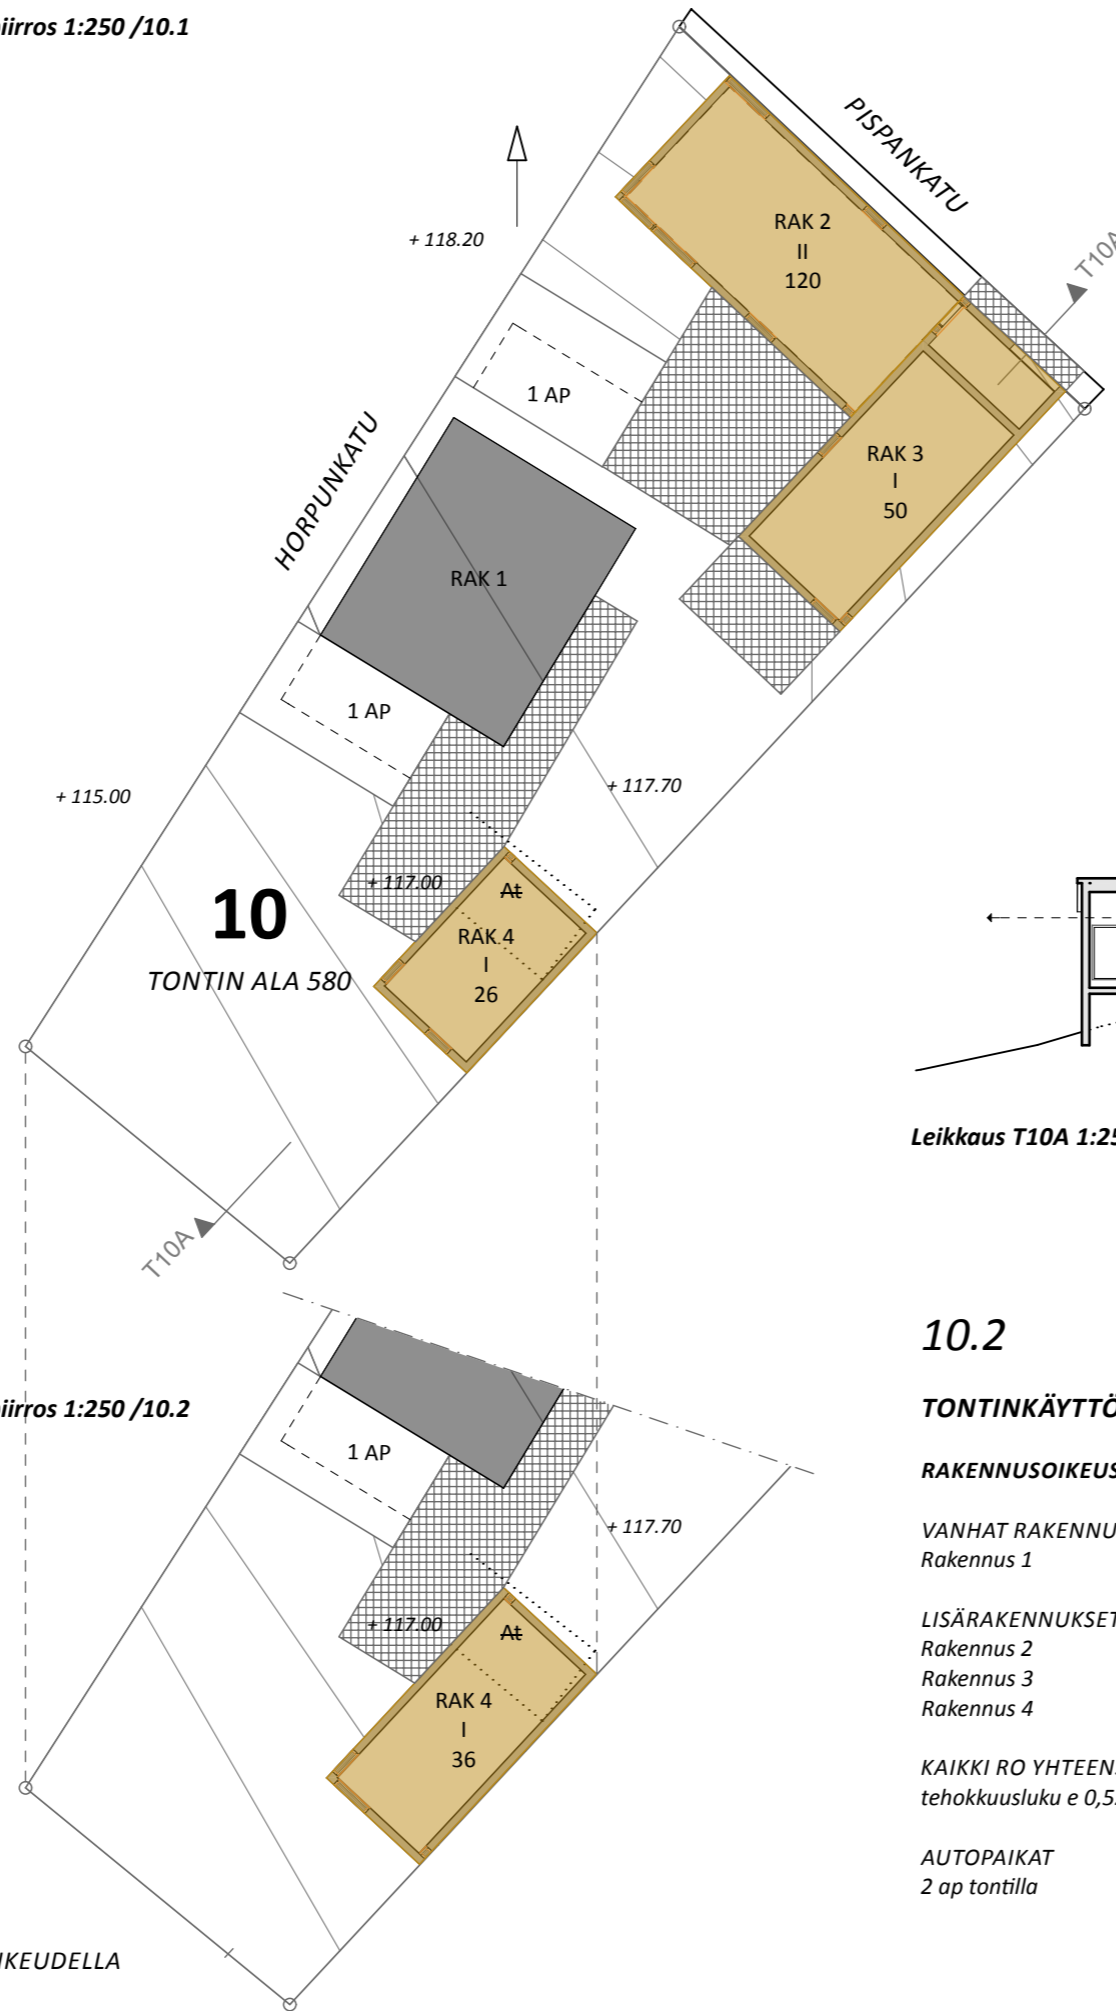 iirros 1:250 /10.1
PISPANKATU
T10A
+ 118.20
RAK 2
II
120
1 AP
HORPUNKATU
RAK 3
I
50
RAK 1
1 AP
+ 115.00
+ 117.70
+ 117.00
At
10
TONTIN ALA 580
RAK 4
I
26
T10A
Leikkaus T10A 1:25
iirros 1:250 /10.2
1 AP
+ 117.70
+ 117.00
At
RAK 4
I
36
IKEUDELLA
10.2
TONTINKÄYTTÖ
RAKENNUSOIKEUS
VANHAT RAKENNU
Rakennus 1
LISÄRAKENNUKSET
Rakennus 2
Rakennus 3
Rakennus 4
KAIKKI RO YHTEEN
tehokkuusluku e 0,5
AUTOPAIKAT
2 ap tontilla